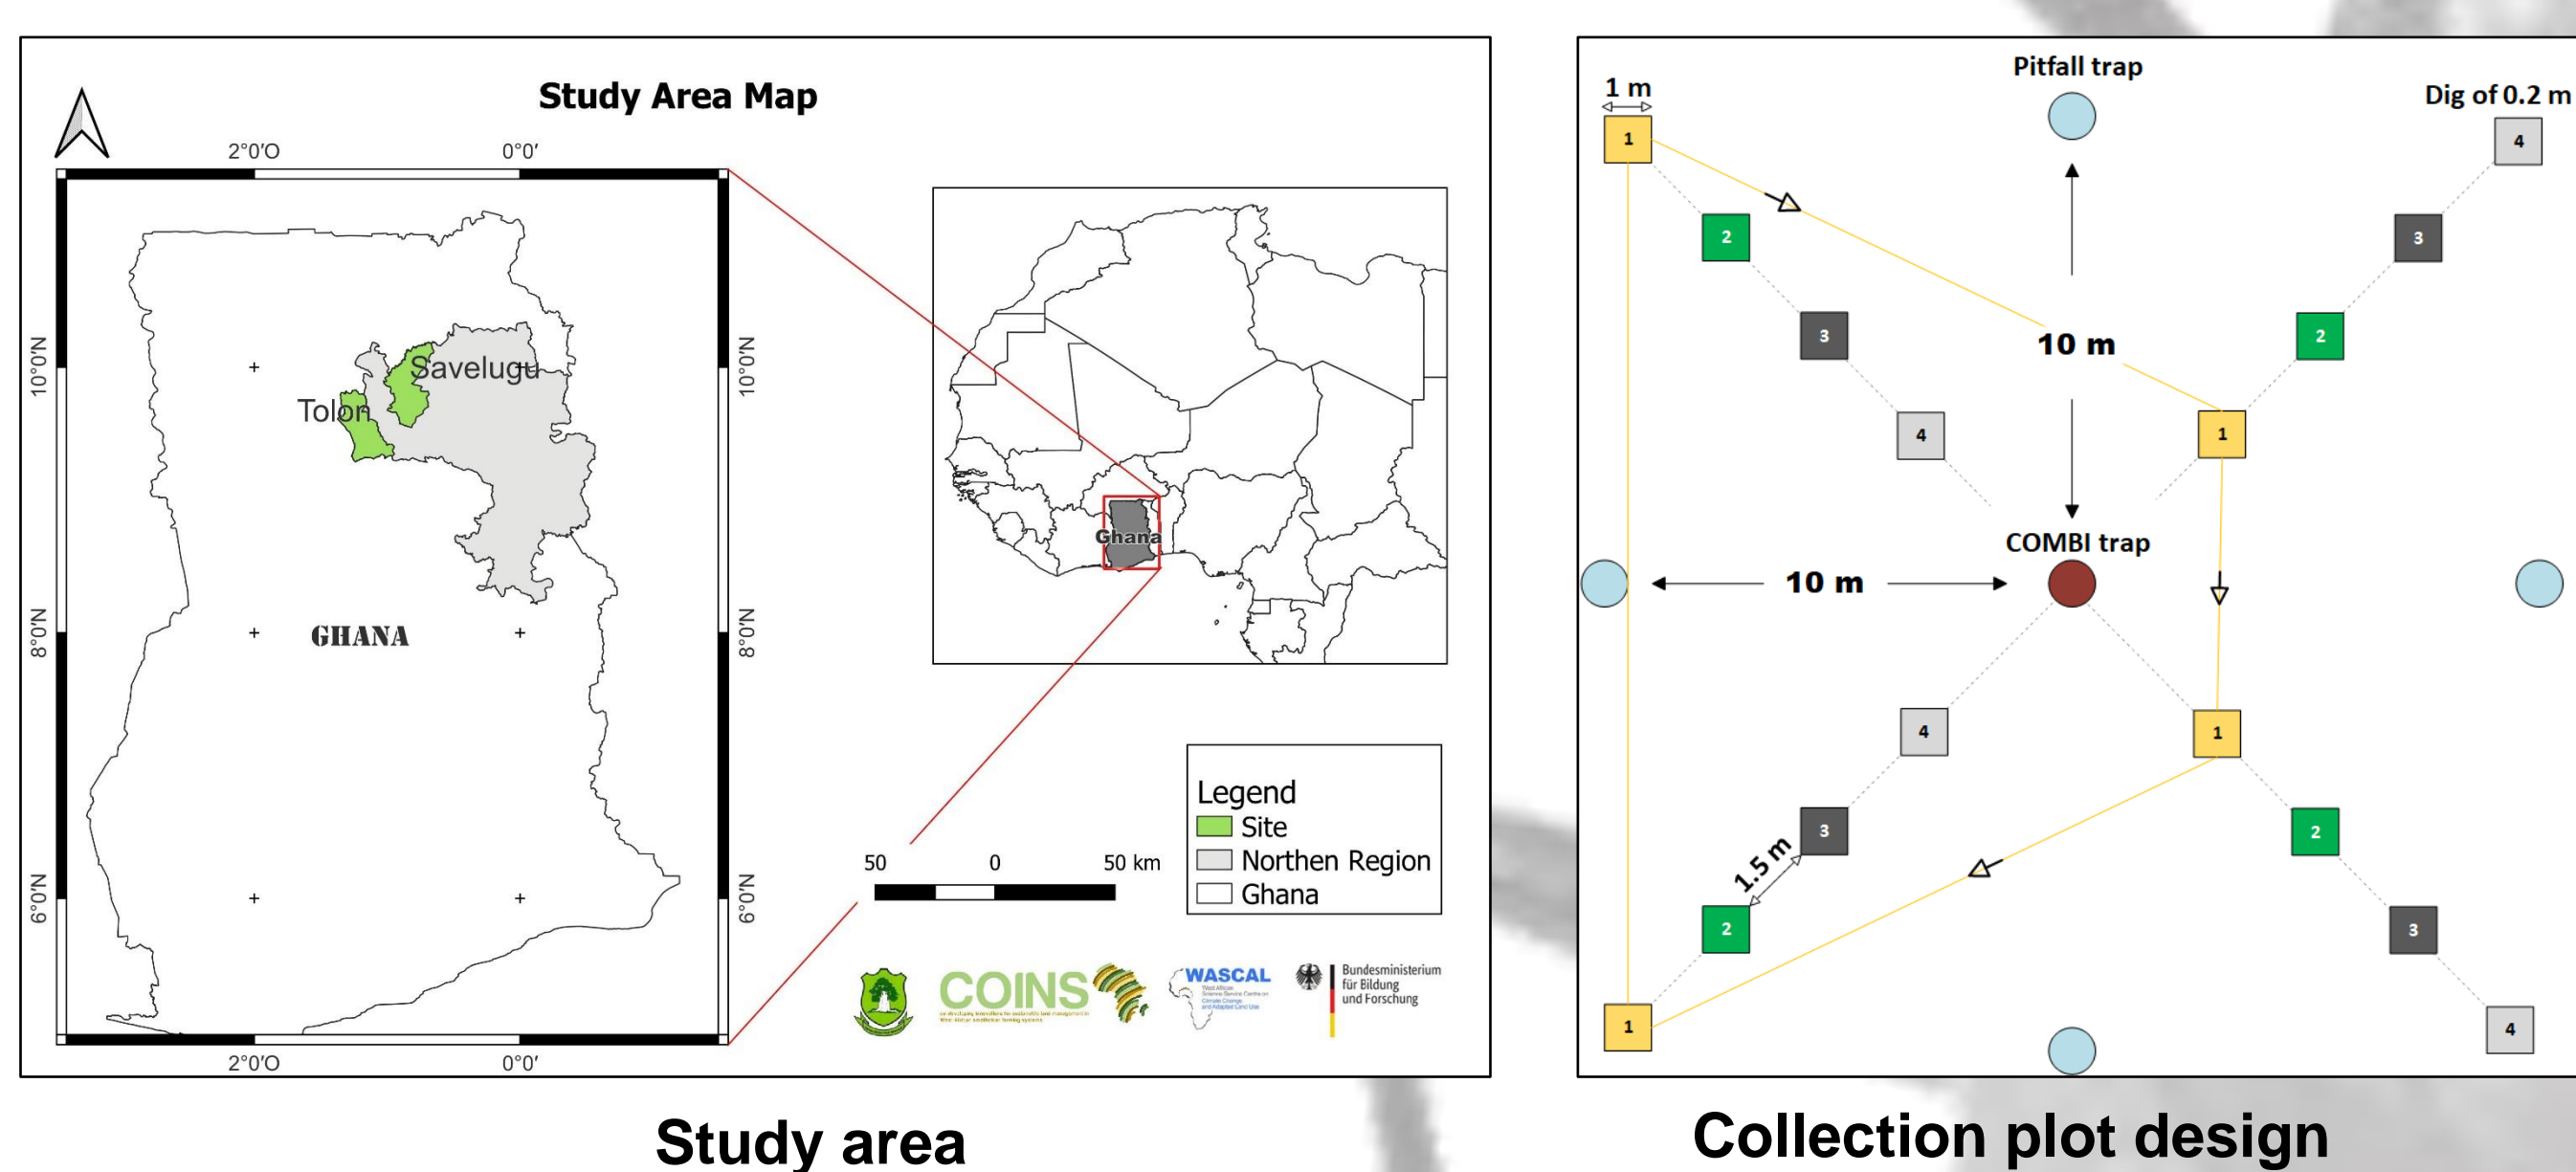 Study Area Map
2°0'O
0°0'
10°0'N
10°0'N
Savelugu
Tolon
8°0'N
8°0'N
GHANA
6°0'N
6°0'N
2°0'O
0°0'
Ghana
50
0
50 km
Legend
Site
Northen Region
Ghana
COINS
WASCAL
Bundesministerium
für Bildung
und Forschung
Study area
Pitfall trap
1 m
Dig of 0.2 m
1
4
2
3
10 m
3
2
4
1
COMBI trap
10 m
4
1
3
2
1.5 m
2
3
1
4
Collection plot design